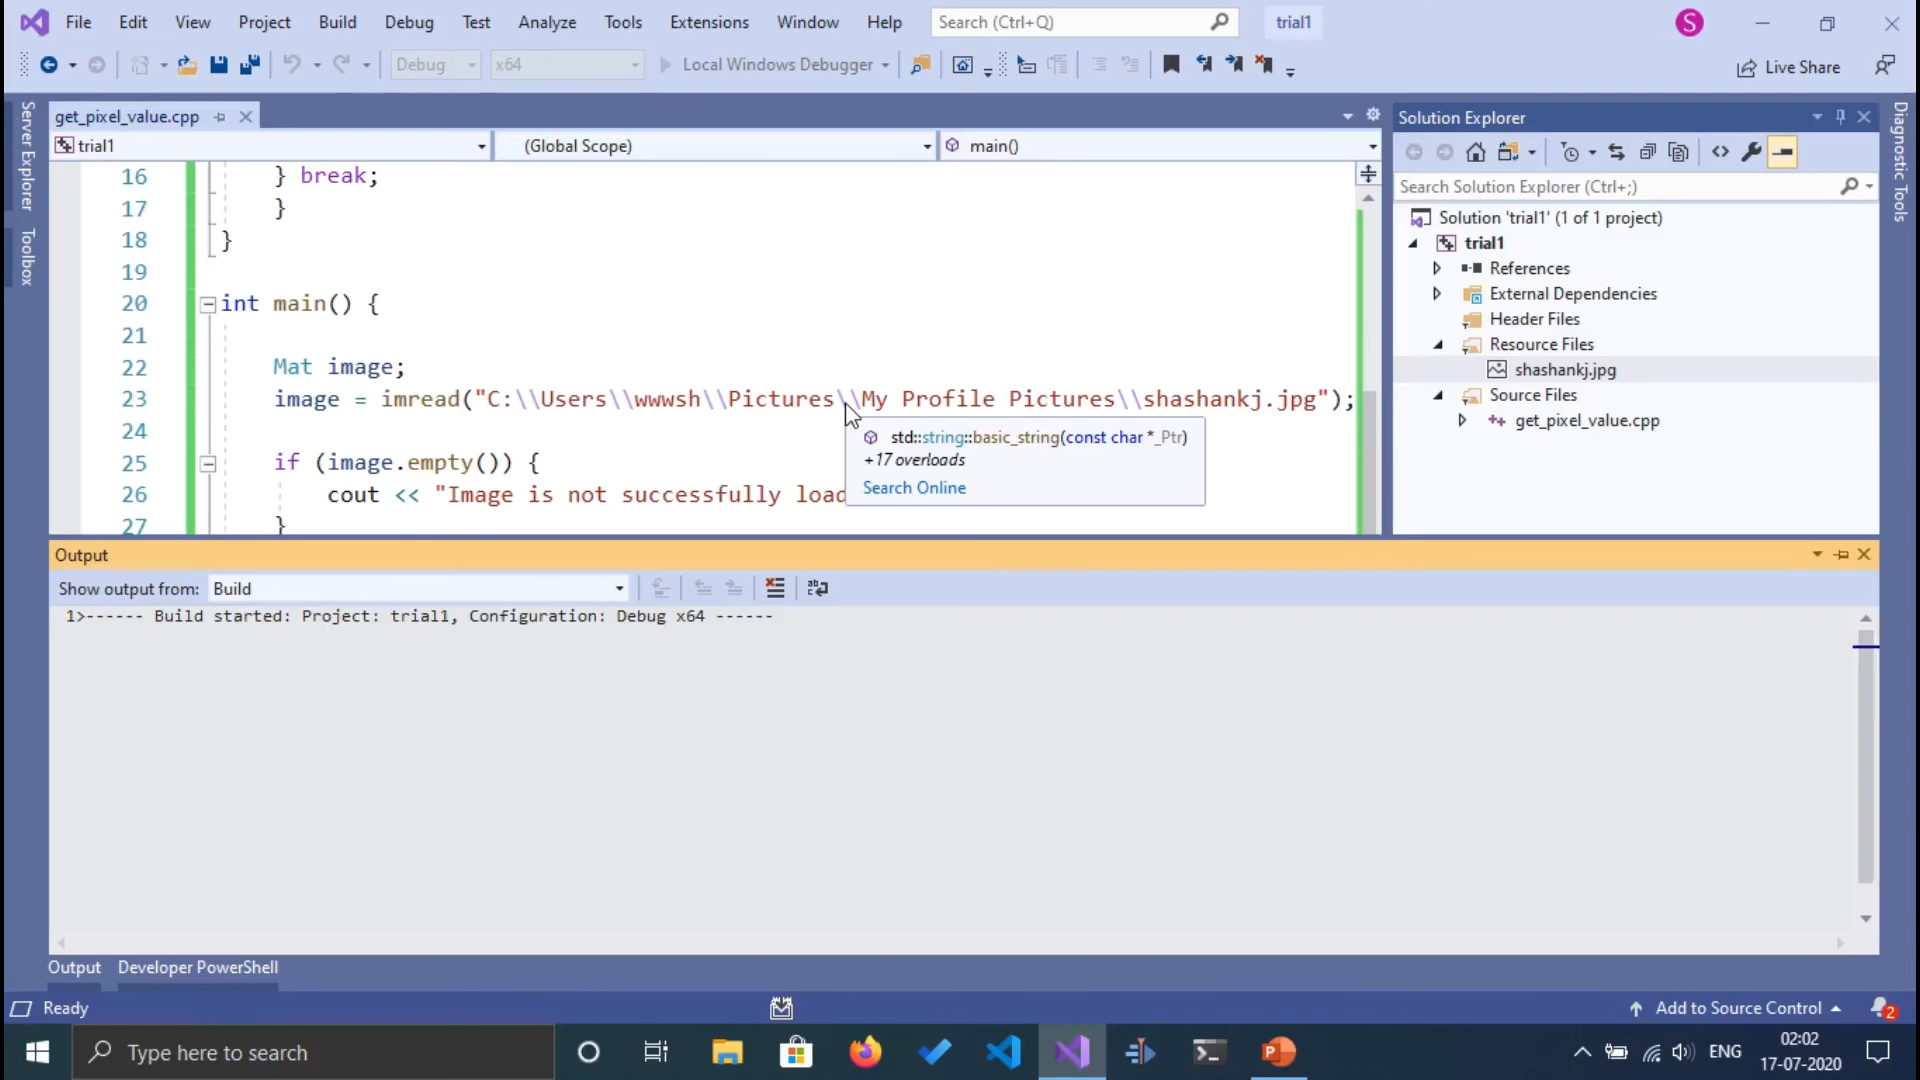 File Edit View Project Build Debug Test Analyze Tools Extensions Window Help Search (Ctrl+Q) trial1 S
Debug x64 Local Windows Debugger Live Share
get_pixel_value.cpp
trial1 (Global Scope) main()
16 } break;
17 }
18 }
19
20 int main() {
21
22 Mat image;
23 image = imread("C:\\Users\\wwwsh\\Pictures\\My Profile Pictures\\shashankj.jpg");
24
25 if (image.empty()) {
26 cout << "Image is not successfully load
27 }
std::string::basic_string(const char *_Ptr)
+17 overloads
Search Online
Server Explorer
Toolbox
Solution Explorer
Search Solution Explorer (Ctrl+;)
Solution 'trial1' (1 of 1 project)
trial1
References
External Dependencies
Header Files
Resource Files
shashankj.jpg
Source Files
get_pixel_value.cpp
Diagnostic Tools
Output
Show output from: Build
1>------ Build started: Project: trial1, Configuration: Debug x64 ------
Output Developer PowerShell
Ready Add to Source Control 2
Type here to search ENG 02:02
17-07-2020